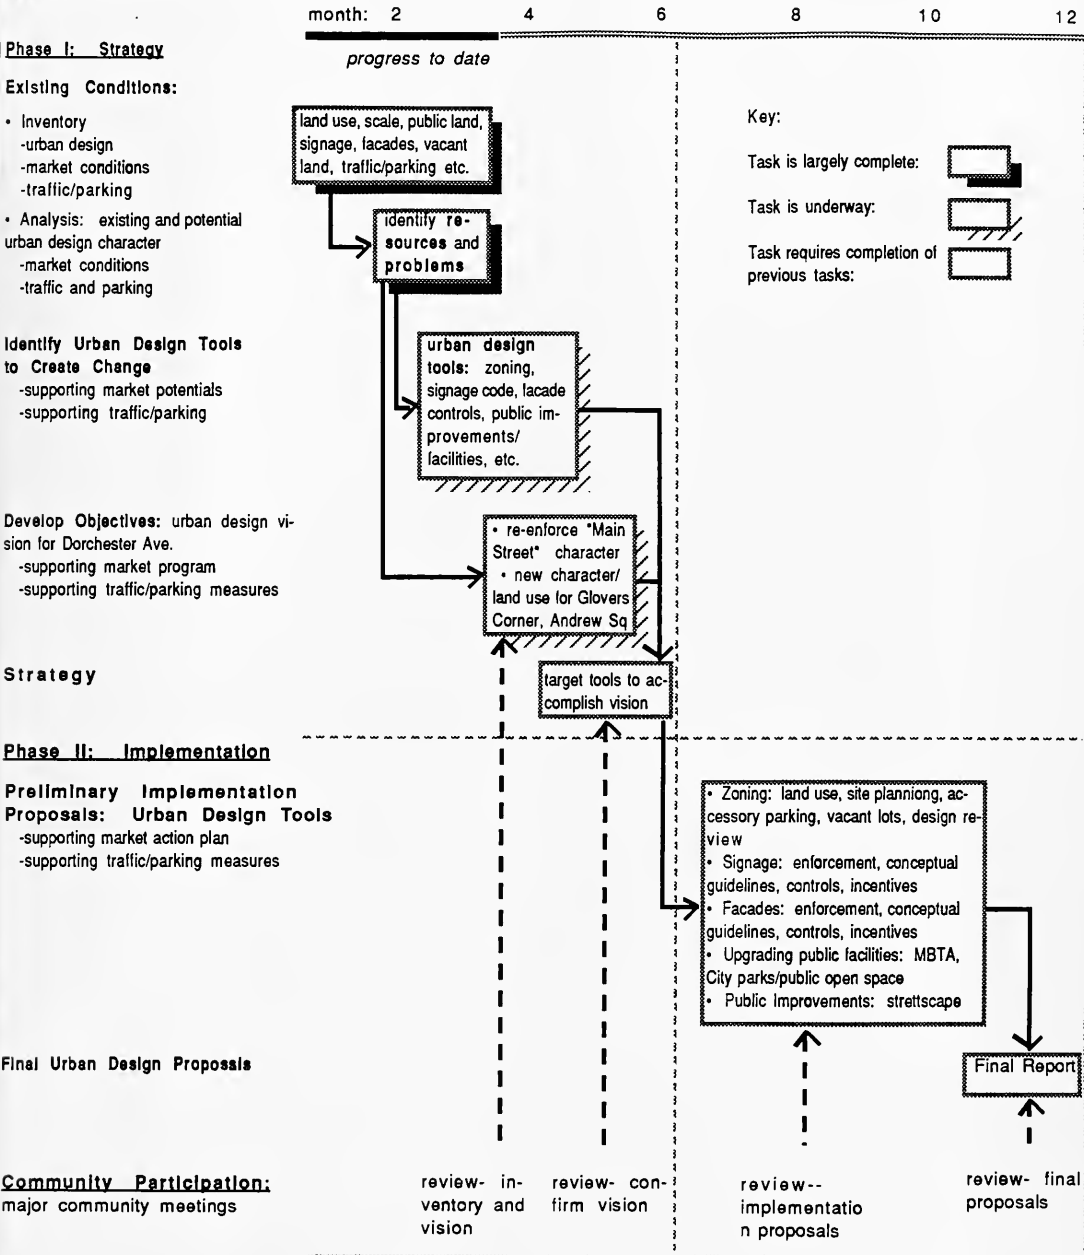 month: 2 4 6 8 10 12
progress to date
Phase I: Strategy
Existing Conditions:
• Inventory
-urban design
-market conditions
-traffic/parking
• Analysis: existing and potential
urban design character
-market conditions
-traffic and parking
land use, scale, public land,
signage, facades, vacant
land, traffic/parking etc.
identify re-
sources and
problems
Key:
Task is largely complete:
Task is underway:
Task requires completion of
previous tasks:
Identify Urban Design Tools
to Create Change
-supporting market potentials
-supporting traffic/parking
urban design
tools: zoning,
signage code, facade
controls, public im-
provements/
facilities, etc.
Develop Objectives: urban design vi-
sion for Dorchester Ave.
-supporting market program
-supporting traffic/parking measures
• re-enforce "Main
Street" character
• new character/
land use for Glovers
Corner, Andrew Sq
Strategy
target tools to ac-
complish vision
Phase II: Implementation
Preliminary Implementation
Proposals: Urban Design Tools
-supporting market action plan
-supporting traffic/parking measures
• Zoning: land use, site planniong, ac-
cessory parking, vacant lots, design re-
view
• Signage: enforcement, conceptual
guidelines, controls, incentives
• Facades: enforcement, conceptual
guidelines, controls, incentives
• Upgrading public facilities: MBTA,
City parks/public open space
• Public Improvements: strettscape
Final Urban Design Proposals
Final Report
Community Participation:
major community meetings
review- in-
ventory and
vision
review- con-
firm vision
review--
implementatio
n proposals
review- final
proposals